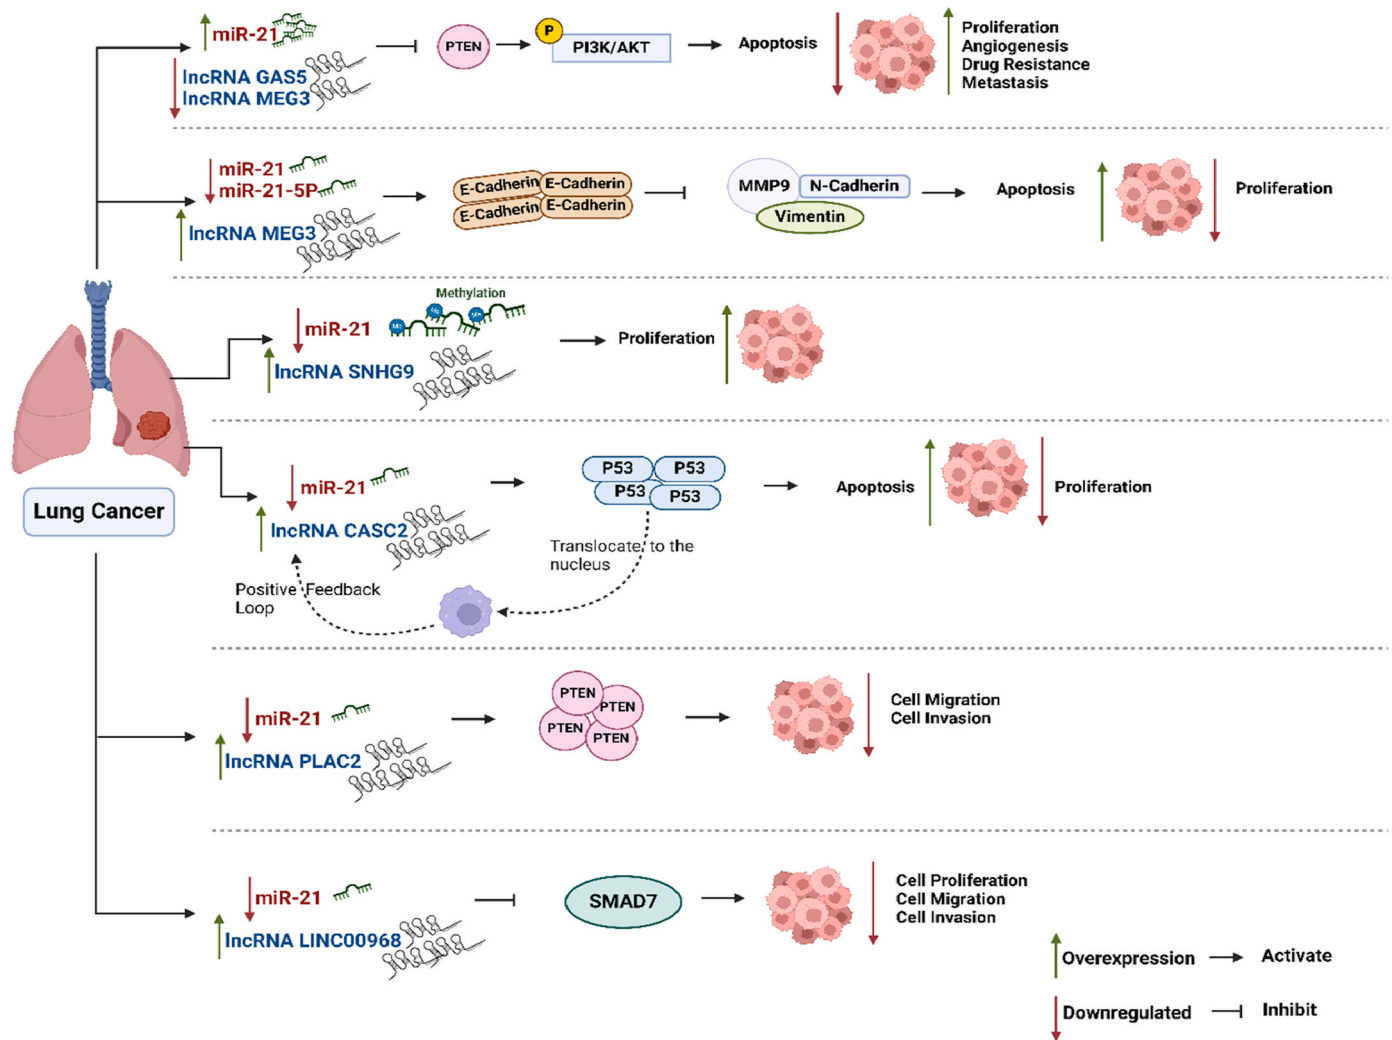 miR-21
lncRNA GAS5
lncRNA MEG3
PTEN
P
PI3K/AKT
Apoptosis
Proliferation
Angiogenesis
Drug Resistance
Metastasis
miR-21
miR-21-5P
lncRNA MEG3
E-Cadherin
E-Cadherin
E-Cadherin
E-Cadherin
MMP9
N-Cadherin
Vimentin
Apoptosis
Proliferation
Methylation
Me
Me
Me
miR-21
lncRNA SNHG9
Proliferation
Lung Cancer
miR-21
lncRNA CASC2
P53
P53
P53
P53
Apoptosis
Proliferation
Translocate to the
nucleus
Positive Feedback
Loop
miR-21
lncRNA PLAC2
PTEN
PTEN
PTEN
PTEN
Cell Migration
Cell Invasion
miR-21
lncRNA LINC00968
SMAD7
Cell Proliferation
Cell Migration
Cell Invasion
Overexpression
Activate
Downregulated
Inhibit